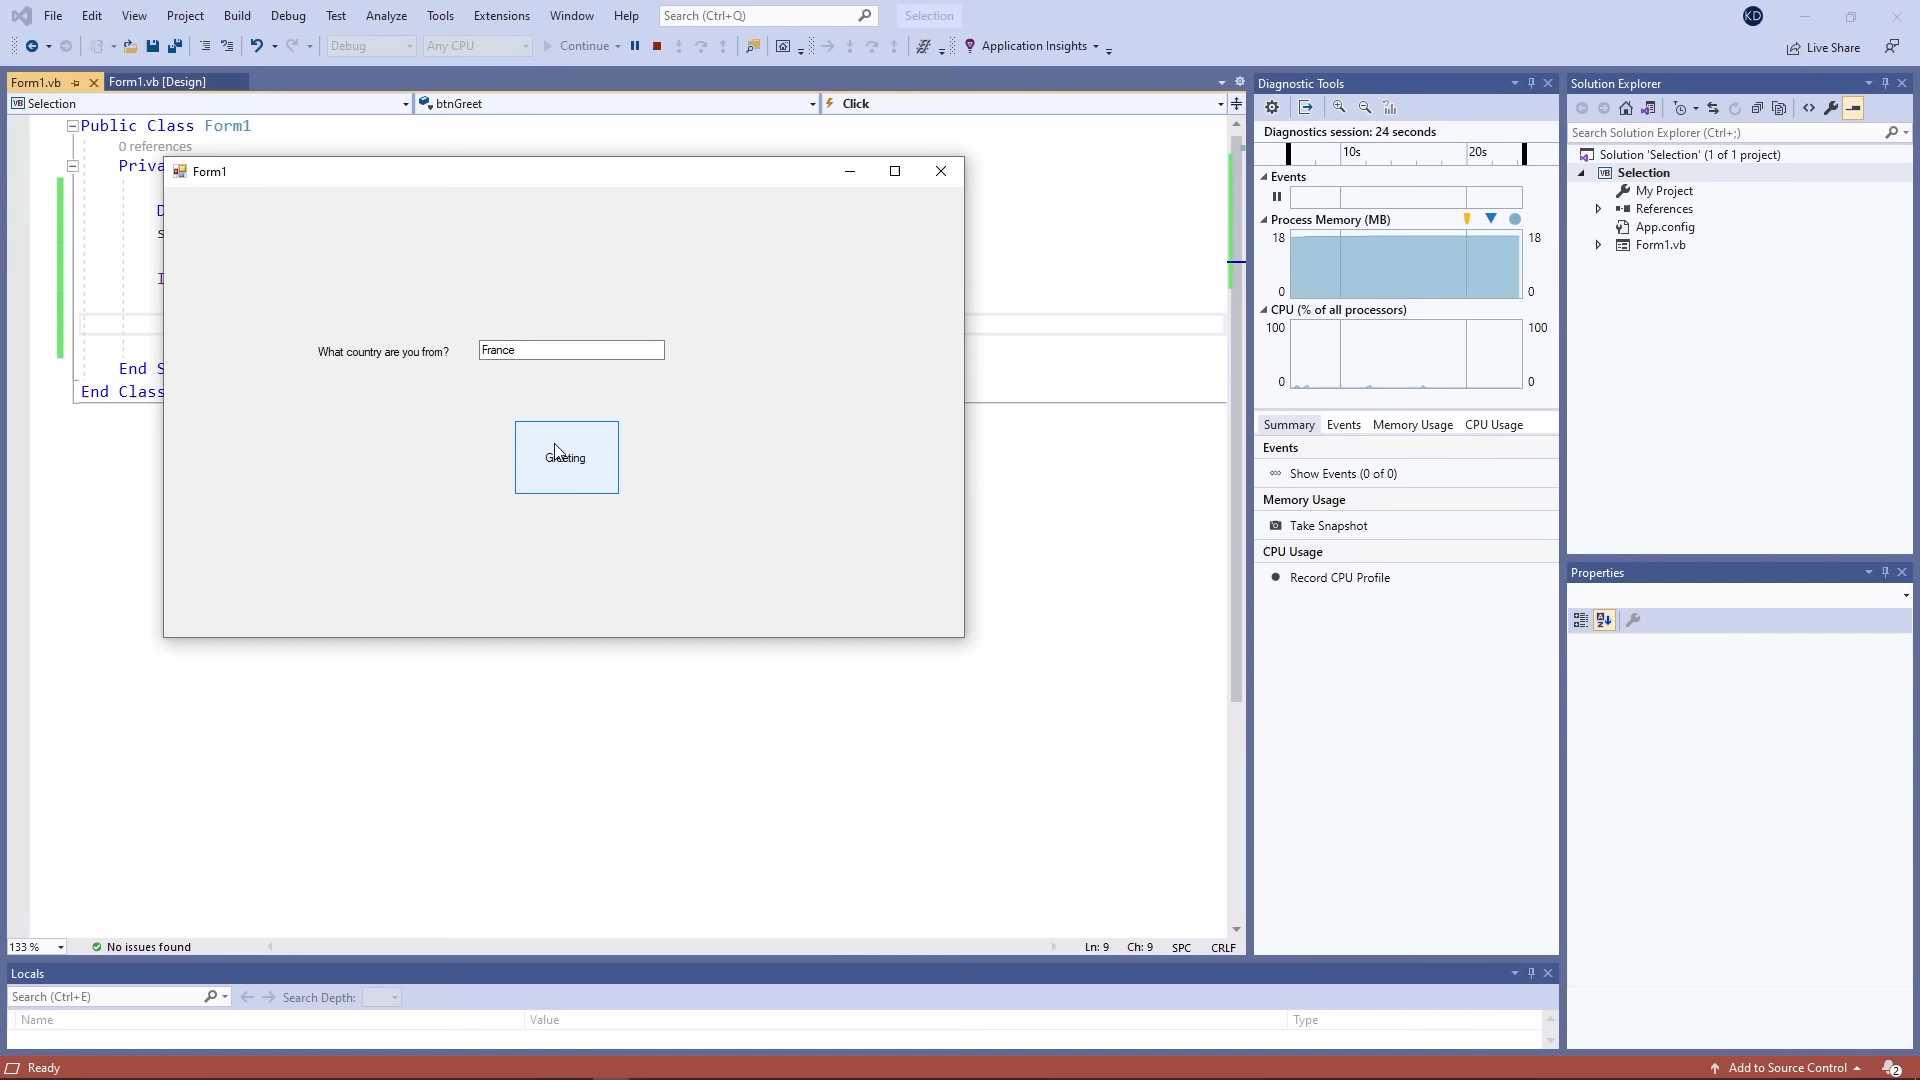 File Edit View Project Build Debug Test Analyze Tools Extensions Window Help Search (Ctrl+Q) Selection KD
Debug Any CPU Continue Application Insights Live Share
Form1.vb Form1.vb [Design]
VB Selection btnGreet Click
Public Class Form1
0 references
Priva
D
s
I
End S
End Class
Form1
What country are you from? France
Greeting
133 % No issues found Ln: 9 Ch: 9 SPC CRLF
Diagnostic Tools
Diagnostics session: 24 seconds
10s 20s
Events
Process Memory (MB)
18 18
0 0
CPU (% of all processors)
100 100
0 0
Summary Events Memory Usage CPU Usage
Events
Show Events (0 of 0)
Memory Usage
Take Snapshot
CPU Usage
Record CPU Profile
Solution Explorer
Search Solution Explorer (Ctrl+;)
Solution 'Selection' (1 of 1 project)
VB Selection
My Project
References
App.config
Form1.vb
Properties
Locals
Search (Ctrl+E) Search Depth:
Name Value Type
Ready Add to Source Control 2